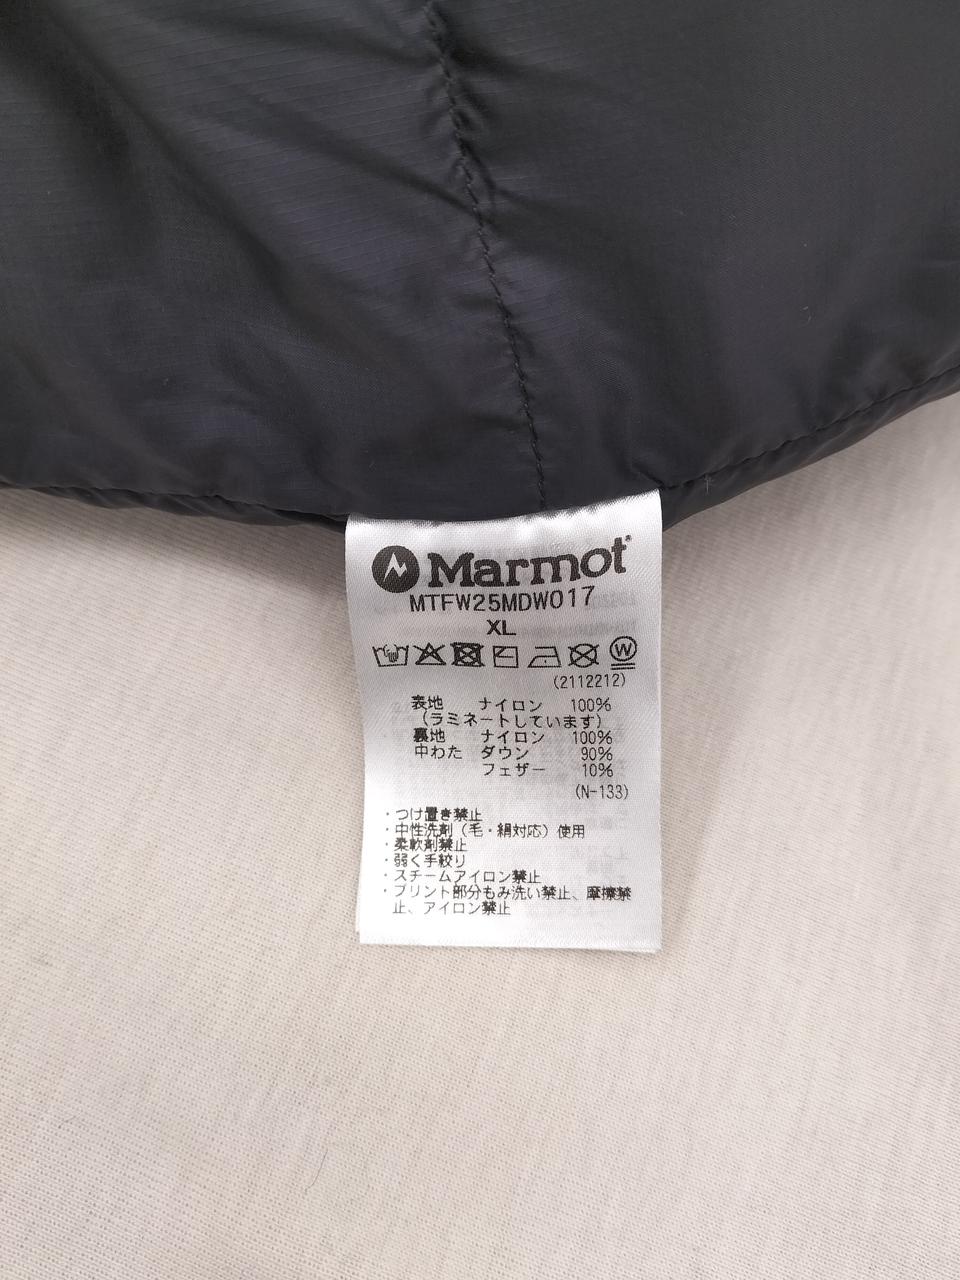 Marmot®
MTFW25MDW017
XL
(2112212)
表地 ナイロン 100%
(ラミネートしています)
裏地 ナイロン 100%
中わた ダウン 90%
フェザー 10%
(N-133)
・つけ置き禁止
・中性洗剤(毛・絹対応)使用
・柔軟剤禁止
・弱く手絞り
・スチームアイロン禁止
・プリント部分もみ洗い禁止、摩擦禁
止、アイロン禁止